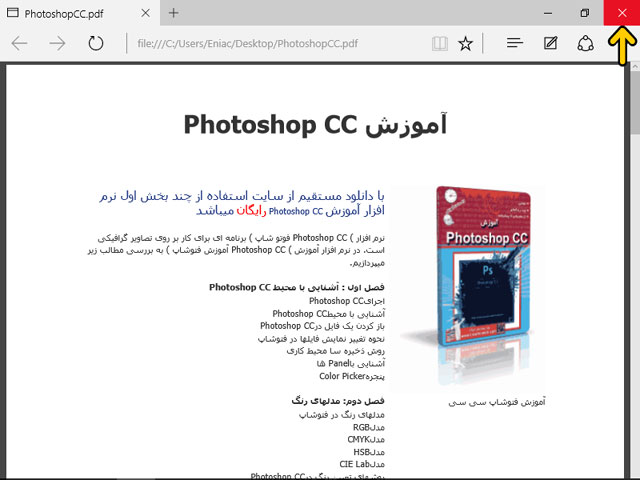 PhotoshopCC.pdf
file:///C:/Users/Eniac/Desktop/PhotoshopCC.pdf
آموزش Photoshop CC
با دانلود مستقیم از سایت استفاده از چند بخش اول نرم
افزار آموزش Photoshop CC رایگان میباشد
نرم افزار ) Photoshop CC فوتو شاپ ) برنامه ای برای کار بر روی تصاویر گرافیکی
است. در نرم افزار آموزش ) Photoshop CC آموزش فتوشاپ ) به بررسی مطالب زیر
میپردازیم.
فصل اول : آشنایی با محیط Photoshop CC
اجرایPhotoshop CC
آشنایی با محیطPhotoshop CC
باز کردن یک فایل درPhotoshop CC
نحوه تغییر نمایش فایلها در فتوشاپ
روش ذخیره سا محیط کاری
آشنایی باPanel ها
پنجرهColor Picker
فصل دوم: مدلهای رنگ
مدلهای رنگ در فتوشاپ
مدلRGB
مدلCMYK
مدلHSB
مدلCIE Lab
آموزش
Photoshop CC
Ps
آموزش فتوشاپ سی سی